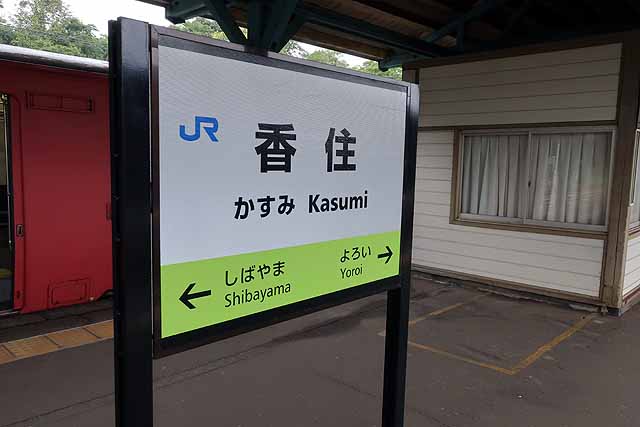 JR
香住
かすみ Kasumi
← しばやま
Shibayama
よろい →
Yoroi